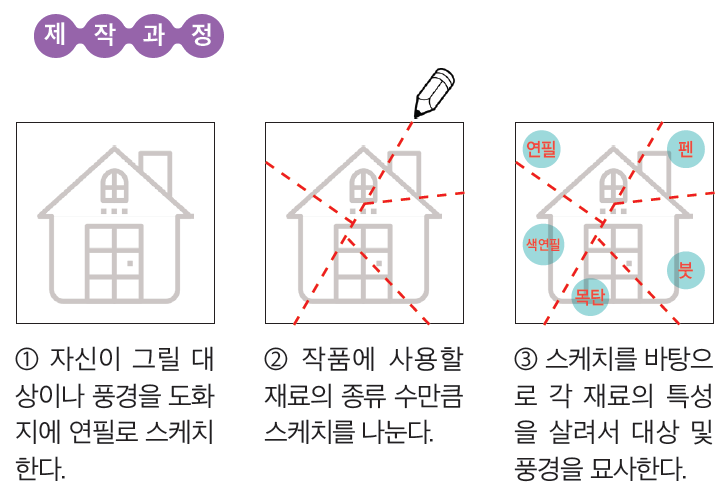 제작과정
연필
펜
색연필
붓
목탄
① 자신이 그릴 대
상이나 풍경을 도화
지에 연필로 스케치
한다.
② 작품에 사용할
재료의 종류 수만큼
스케치를 나눈다.
③ 스케치를 바탕으
로 각 재료의 특성
을 살려서 대상 및
풍경을 묘사한다.